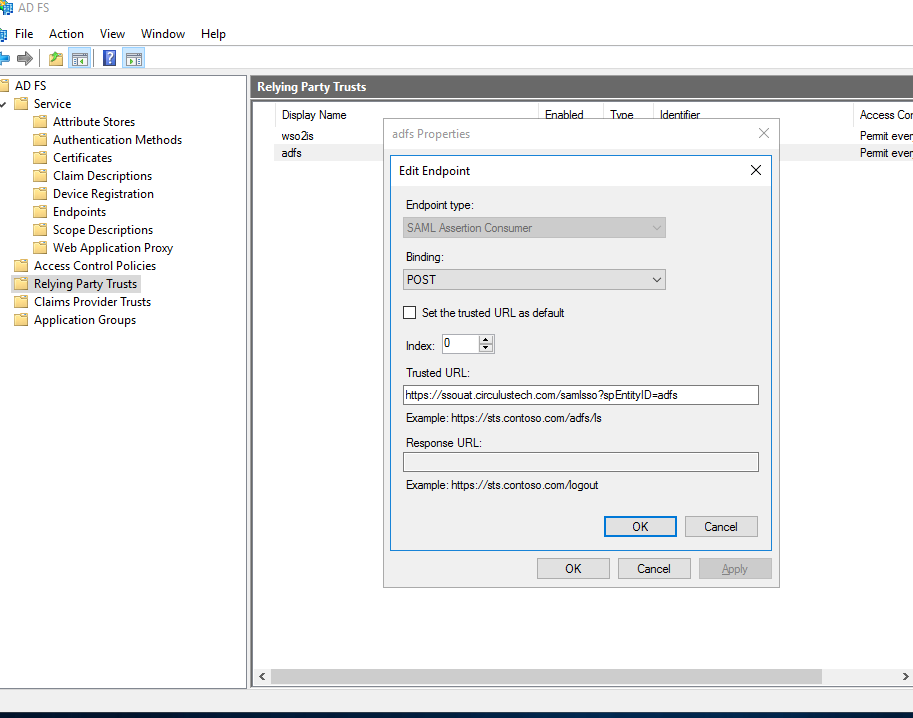 AD FS
File Action View Window Help
AD FS
Service
Attribute Stores
Authentication Methods
Certificates
Claim Descriptions
Device Registration
Endpoints
Scope Descriptions
Web Application Proxy
Access Control Policies
Relying Party Trusts
Claims Provider Trusts
Application Groups
Relying Party Trusts
Display Name Enabled Type Identifier Access Cor
wso2is Permit ever
adfs Permit ever
adfs Properties
Edit Endpoint
Endpoint type:
SAML Assertion Consumer
Binding:
POST
Set the trusted URL as default
Index: 0
Trusted URL:
https://ssouat.circulustech.com/samlsso?spEntityID=adfs
Example: https://sts.contoso.com/adfs/ls
Response URL:
Example: https://sts.contoso.com/logout
OK Cancel
OK Cancel Apply